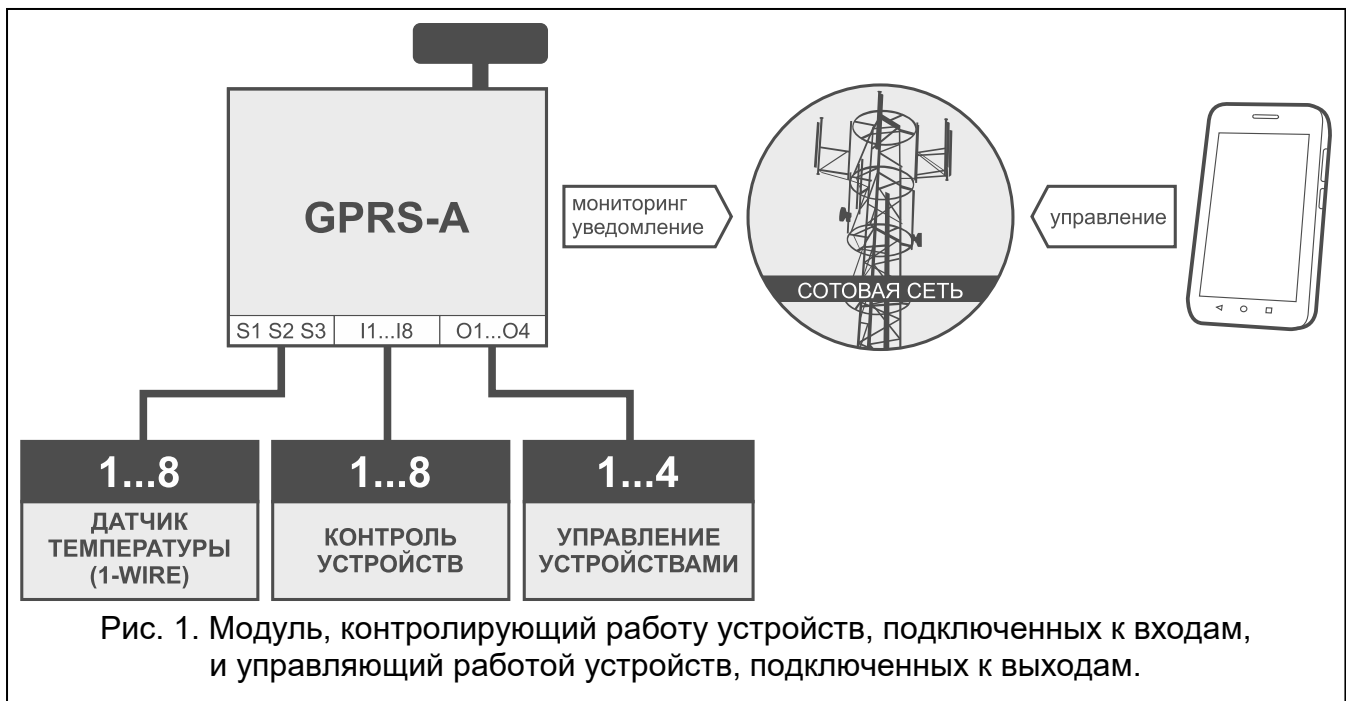 GPRS-A
S1 S2 S3
I1...I8
O1...O4
мониторинг
уведомление
СОТОВАЯ СЕТЬ
управление
1...8
ДАТЧИК
ТЕМПЕРАТУРЫ
(1-WIRE)
1...8
КОНТРОЛЬ
УСТРОЙСТВ
1...4
УПРАВЛЕНИЕ
УСТРОЙСТВАМИ
Рис. 1. Модуль, контролирующий работу устройств, подключенных к входам,
и управляющий работой устройств, подключенных к выходам.